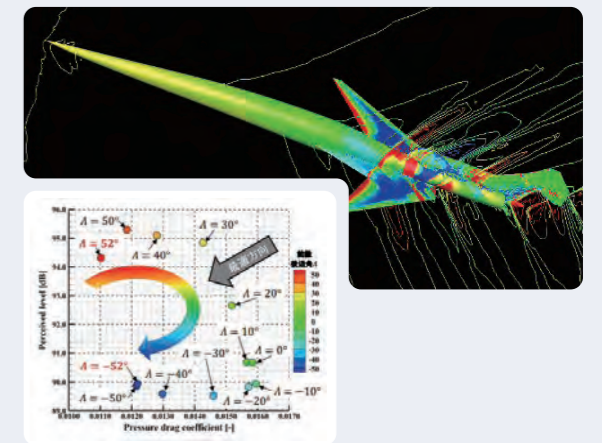 96.0
Λ = 50°
Λ = 30°
95.0
Λ = 52°
Λ = 40°
94.0
93.0
Λ = 20°
92.0
Λ = 10°
Λ = 0°
91.0
Λ = −52°
Λ = −40°
Λ = −30°
90.0
Λ = −50°
Λ = −20°
Λ = −10°
89.0
50
40
30
20
10
0
-10
-20
-30
-40
-50
Perceived level [dB]
0.0100 0.0110 0.0120 0.0130 0.0140 0.0150 0.0160 0.0170
Pressure drag coefficient [-]